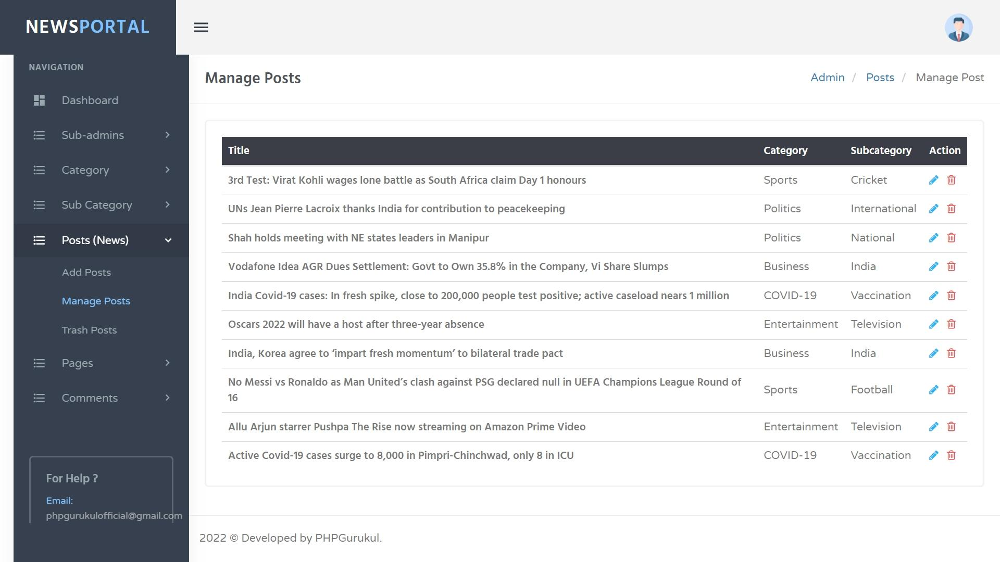 NEWSPORTAL
NAVIGATION
Dashboard
Sub-admins
Category
Sub Category
Posts (News)
Add Posts
Manage Posts
Trash Posts
Pages
Comments
For Help ?
Email:
phpgurukulofficial@gmail.com
Manage Posts
Admin / Posts / Manage Post
Title Category Subcategory Action
3rd Test: Virat Kohli wages lone battle as South Africa claim Day 1 honours Sports Cricket
UNs Jean Pierre Lacroix thanks India for contribution to peacekeeping Politics International
Shah holds meeting with NE states leaders in Manipur Politics National
Vodafone Idea AGR Dues Settlement: Govt to Own 35.8% in the Company, Vi Share Slumps Business India
India Covid-19 cases: In fresh spike, close to 200,000 people test positive; active caseload nears 1 million COVID-19 Vaccination
Oscars 2022 will have a host after three-year absence Entertainment Television
India, Korea agree to ‘impart fresh momentum’ to bilateral trade pact Business India
No Messi vs Ronaldo as Man United’s clash against PSG declared null in UEFA Champions League Round of
16
Sports Football
Allu Arjun starrer Pushpa The Rise now streaming on Amazon Prime Video Entertainment Television
Active Covid-19 cases surge to 8,000 in Pimpri-Chinchwad, only 8 in ICU COVID-19 Vaccination
2022 © Developed by PHPGurukul.